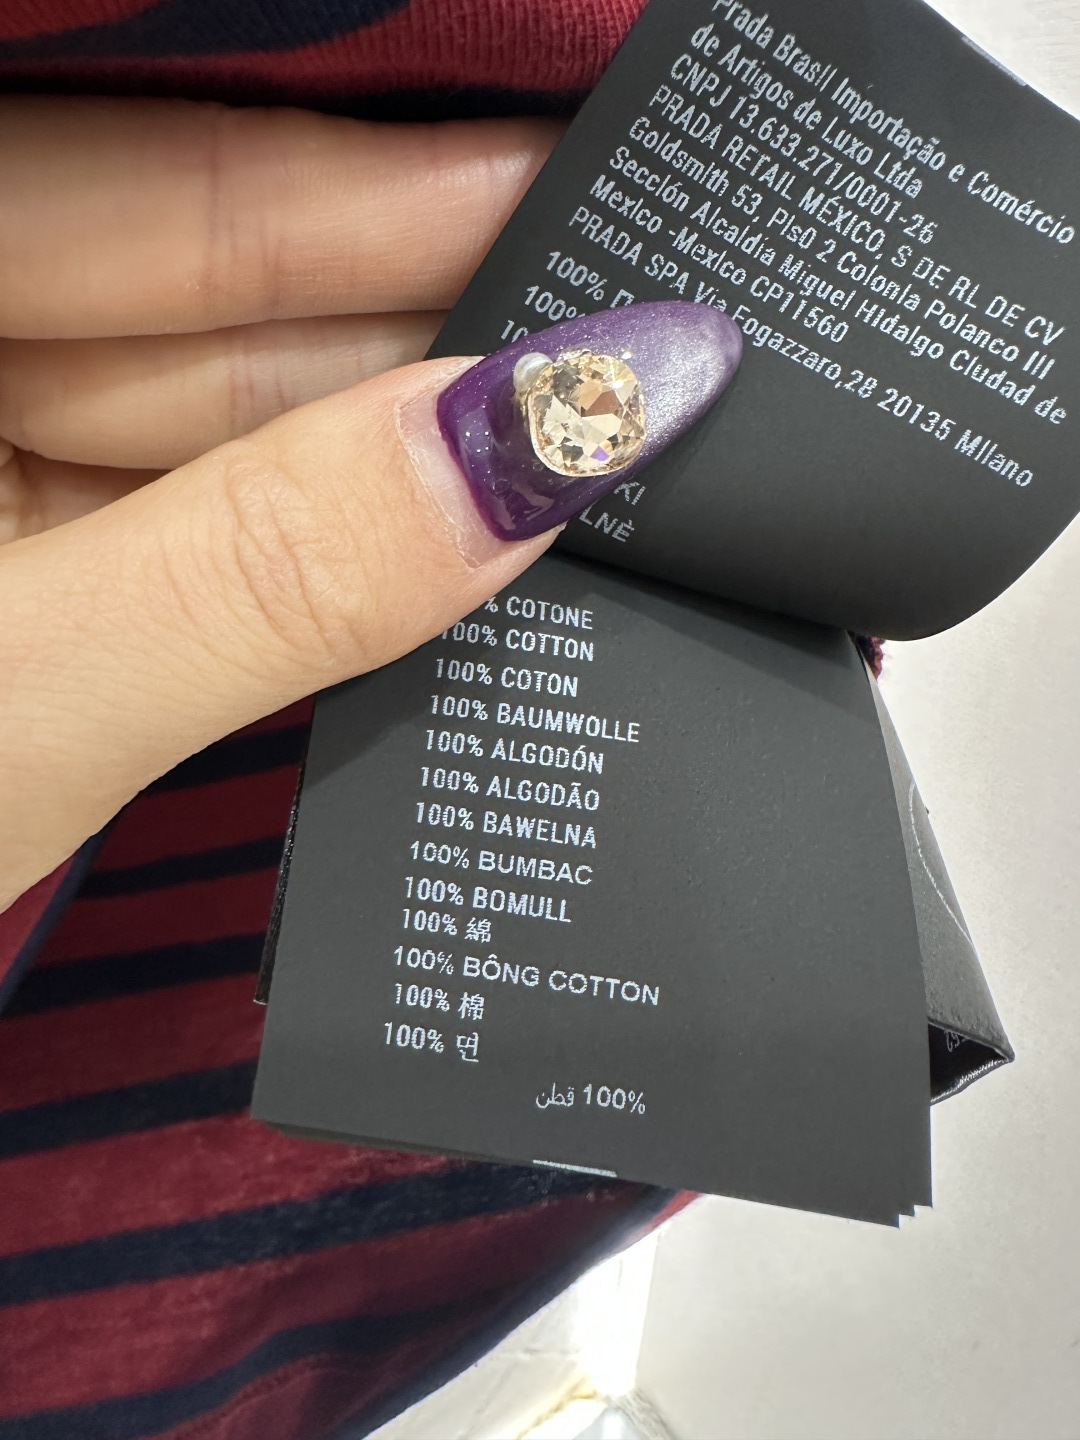 Prada Brasil Importação e Comércio
de Artigos de Luxo Ltda
CNPJ 13.633.271/0001-26
PRADA RETAIL MÉXICO, S DE RL DE CV
Goldsmith 53, Pis0 2 Colonia Polanco III
Sección Alcaldía Miguel Hidalgo Ciudad de
Mexico -Mexico CP11560
PRADA SPA Via Fogazzaro,28 20135 Milano
100%
100%
% COTONE
100% COTTON
100% COTON
100% BAUMWOLLE
100% ALGODÓN
100% ALGODÃO
100% BAWELNA
100% BUMBAC
100% BOMULL
100% 綿
100% BÔNG COTTON
100% 棉
100% 면
100% قطن